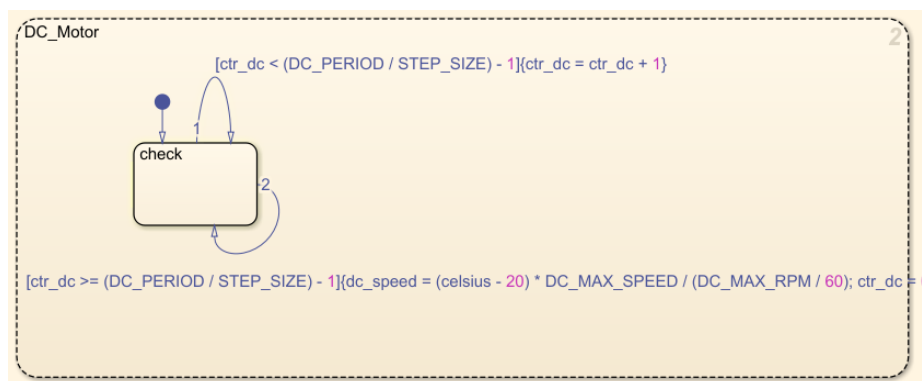 DC_Motor
2
[ctr_dc < (DC_PERIOD / STEP_SIZE) - 1]{ctr_dc = ctr_dc + 1}
1
check
2
[ctr_dc >= (DC_PERIOD / STEP_SIZE) - 1]{dc_speed = (celsius - 20) * DC_MAX_SPEED / (DC_MAX_RPM / 60); ctr_dc =